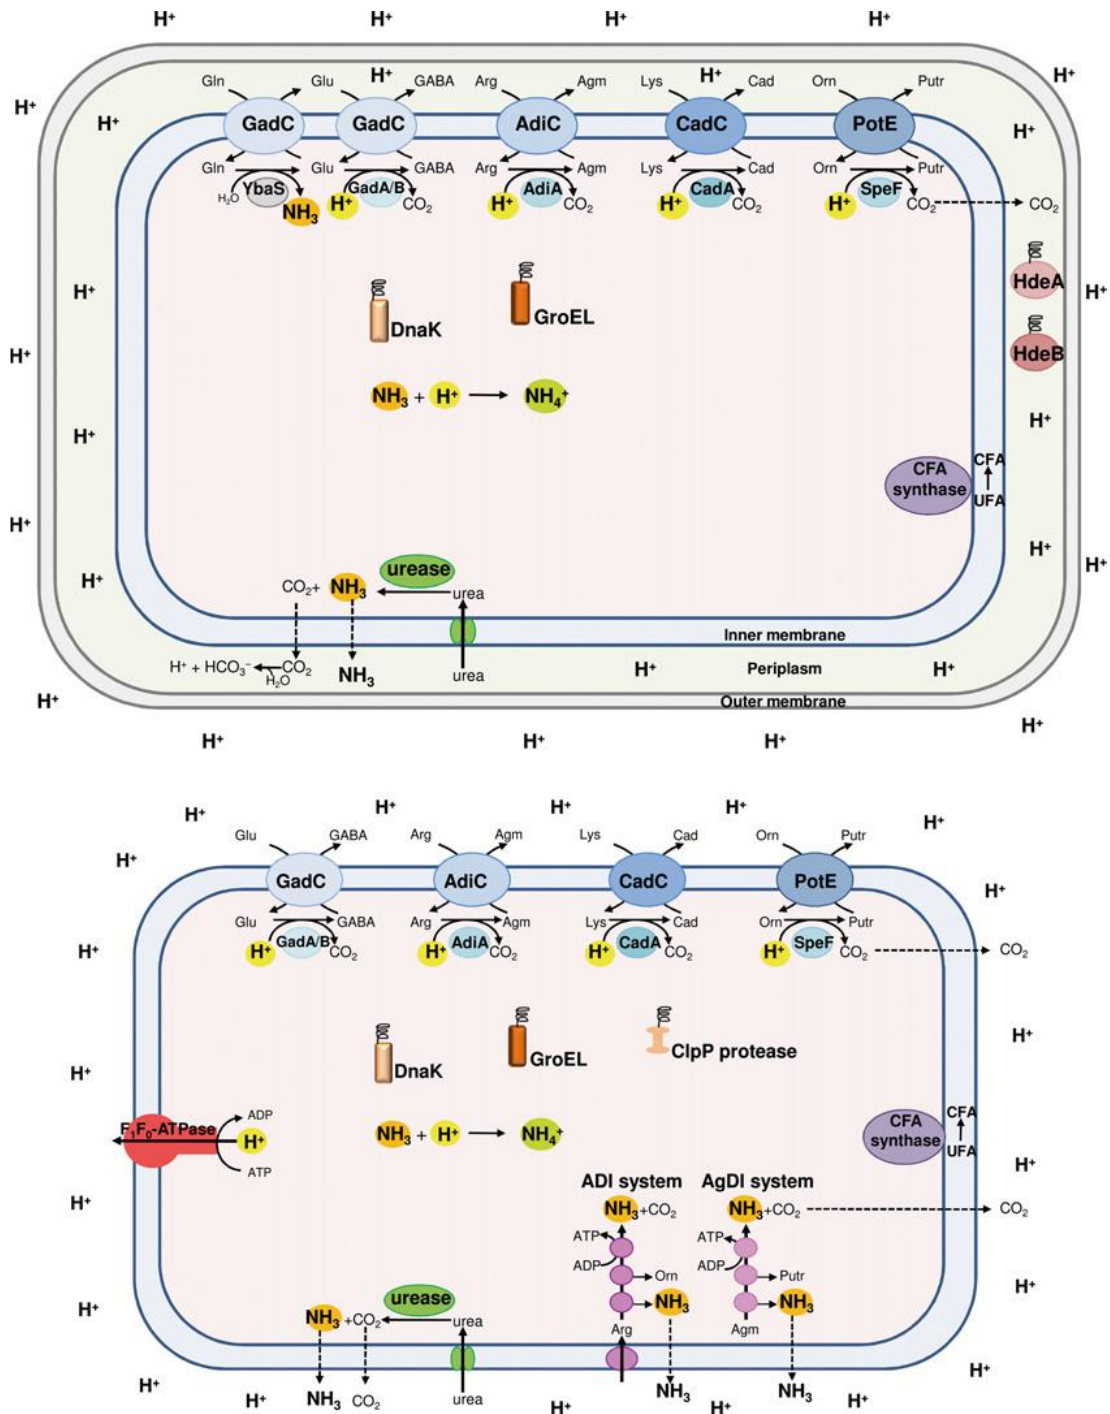 H⁺ H⁺ H⁺ H⁺
H⁺ H⁺ H⁺ H⁺
Gln Glu GABA Arg Agm Lys Cad Orn Putr
H⁺ H⁺
GadC GadC AdiC CadC PotE
Gln Glu GABA Arg Agm Lys Cad Orn Putr
H₂O YbaS NH₃ H⁺ GadA/B CO₂ H⁺ AdiA CO₂ H⁺ CadA CO₂ H⁺ SpeF CO₂ CO₂
HdeA
H⁺ H⁺
DnaK GroEL
H⁺ HdeB
NH₃ + H⁺ NH₄⁺
H⁺ H⁺
CFA synthase CFA
UFA
H⁺ H⁺
H⁺ H⁺
urease
CO₂+ NH₃ urea
Inner membrane
H⁺ + HCO₃⁻ CO₂ H₂O NH₃ urea H⁺ Periplasm H⁺
H⁺ Outer membrane
H⁺
H⁺ H⁺ H⁺
H⁺ H⁺ H⁺ H⁺ H⁺
Glu GABA Arg Agm Lys Cad Orn Putr
H⁺
GadC AdiC CadC PotE H⁺
Glu GABA Arg Agm Lys Cad Orn Putr
H⁺ H⁺ GadA/B CO₂ H⁺ AdiA CO₂ H⁺ CadA CO₂ H⁺ SpeF CO₂ CO₂
H⁺
DnaK GroEL ClpP protease
H⁺
F₁F₀-ATPase ADP
H⁺
ATP
NH₃ + H⁺ NH₄⁺
CFA synthase CFA
UFA
H⁺
ADI system AgDI system
H⁺ NH₃+CO₂ NH₃+CO₂ CO₂
ATP ATP
ADP ADP
Orn Putr
H⁺
NH₃ NH₃
H⁺ urease
NH₃ +CO₂ urea Arg Agm
H⁺ H⁺
H⁺ NH₃ CO₂ urea H⁺ NH₃ H⁺ NH₃ H⁺